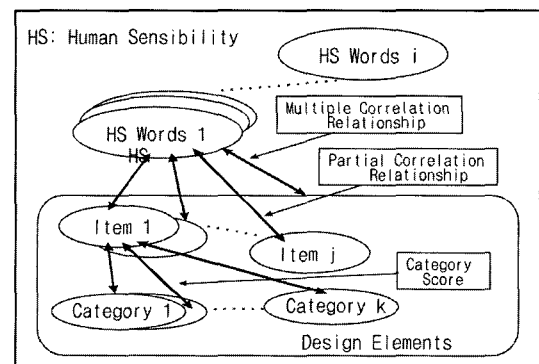 HS: Human Sensibility
HS Words i
Multiple Correlation
Relationship
HS Words 1
HS
Partial Correlation
Relationship
Item 1
Item j
Category
Score
Category 1
Category k
Design Elements